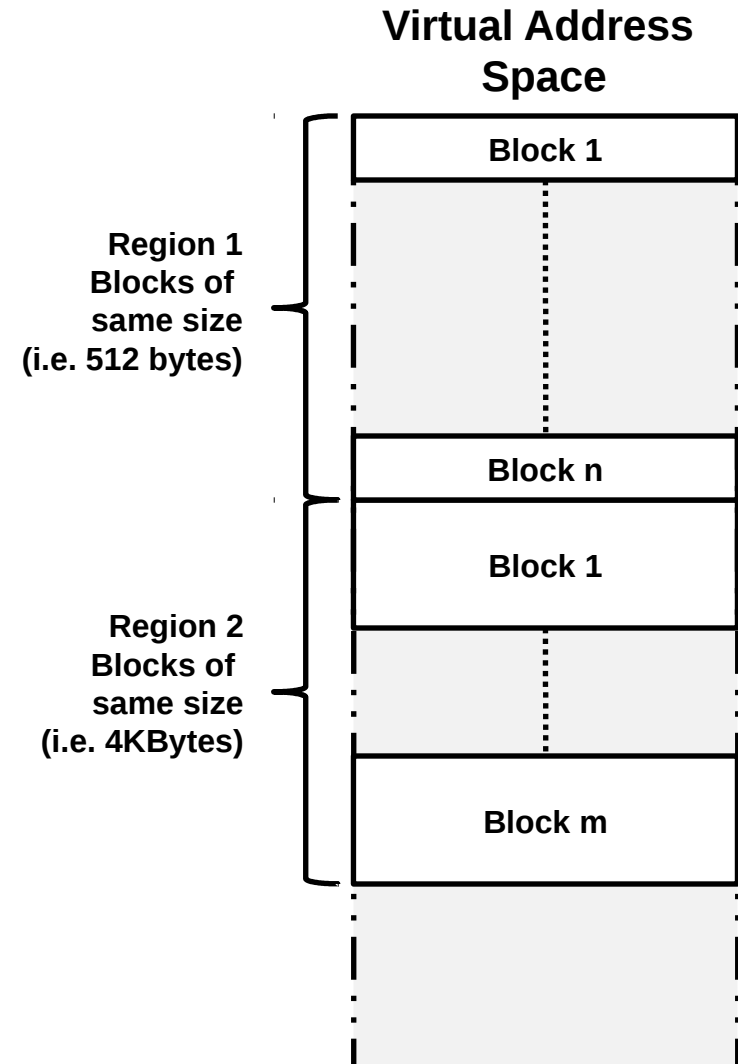 Virtual Address
Space
Block 1
Region 1
Blocks of
same size
(i.e. 512 bytes)
Block n
Block 1
Region 2
Blocks of
same size
(i.e. 4KBytes)
Block m